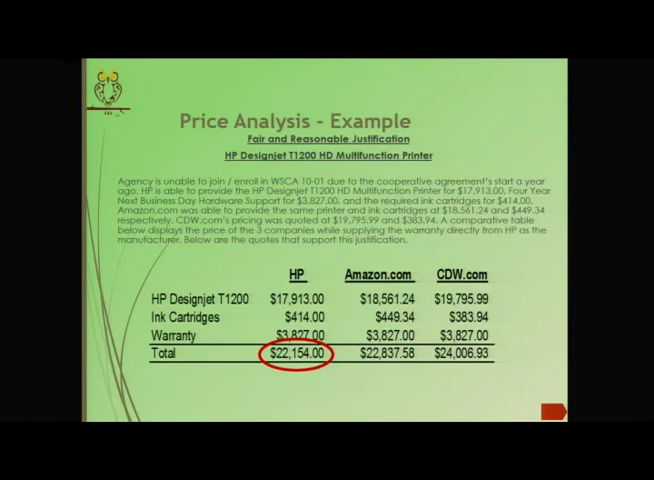 Price Analysis - Example
Fair and Reasonable Justification
HP Designjet T1200 HD Multifunction Printer
Agency is unable to join / enroll in WSCA 10-01 due to the cooperative agreement's start a year
ago. HP is able to provide the HP Designjet T1200 HD Multifunction Printer for $17,913.00, Four Year
Next Business Day Hardware Support for $3,827.00, and the required ink cartridges for $414.00.
Amazon.com was able to provide the same printer and ink cartridges at $18,561.24 and $449.34
respectively. CDW.com's pricing was quoted at $19,795.99 and $383.94. A comparative table
below displays the price of the 3 companies while supplying the warranty directly from HP as the
manufacturer. Below are the quotes that support this justification.
HP Amazon.com CDW.com
HP Designjet T1200 $17,913.00 $18,561.24 $19,795.99
Ink Cartridges $414.00 $449.34 $383.94
Warranty $3,827.00 $3,827.00 $3,827.00
Total $22,154.00 $22,837.58 $24,006.93